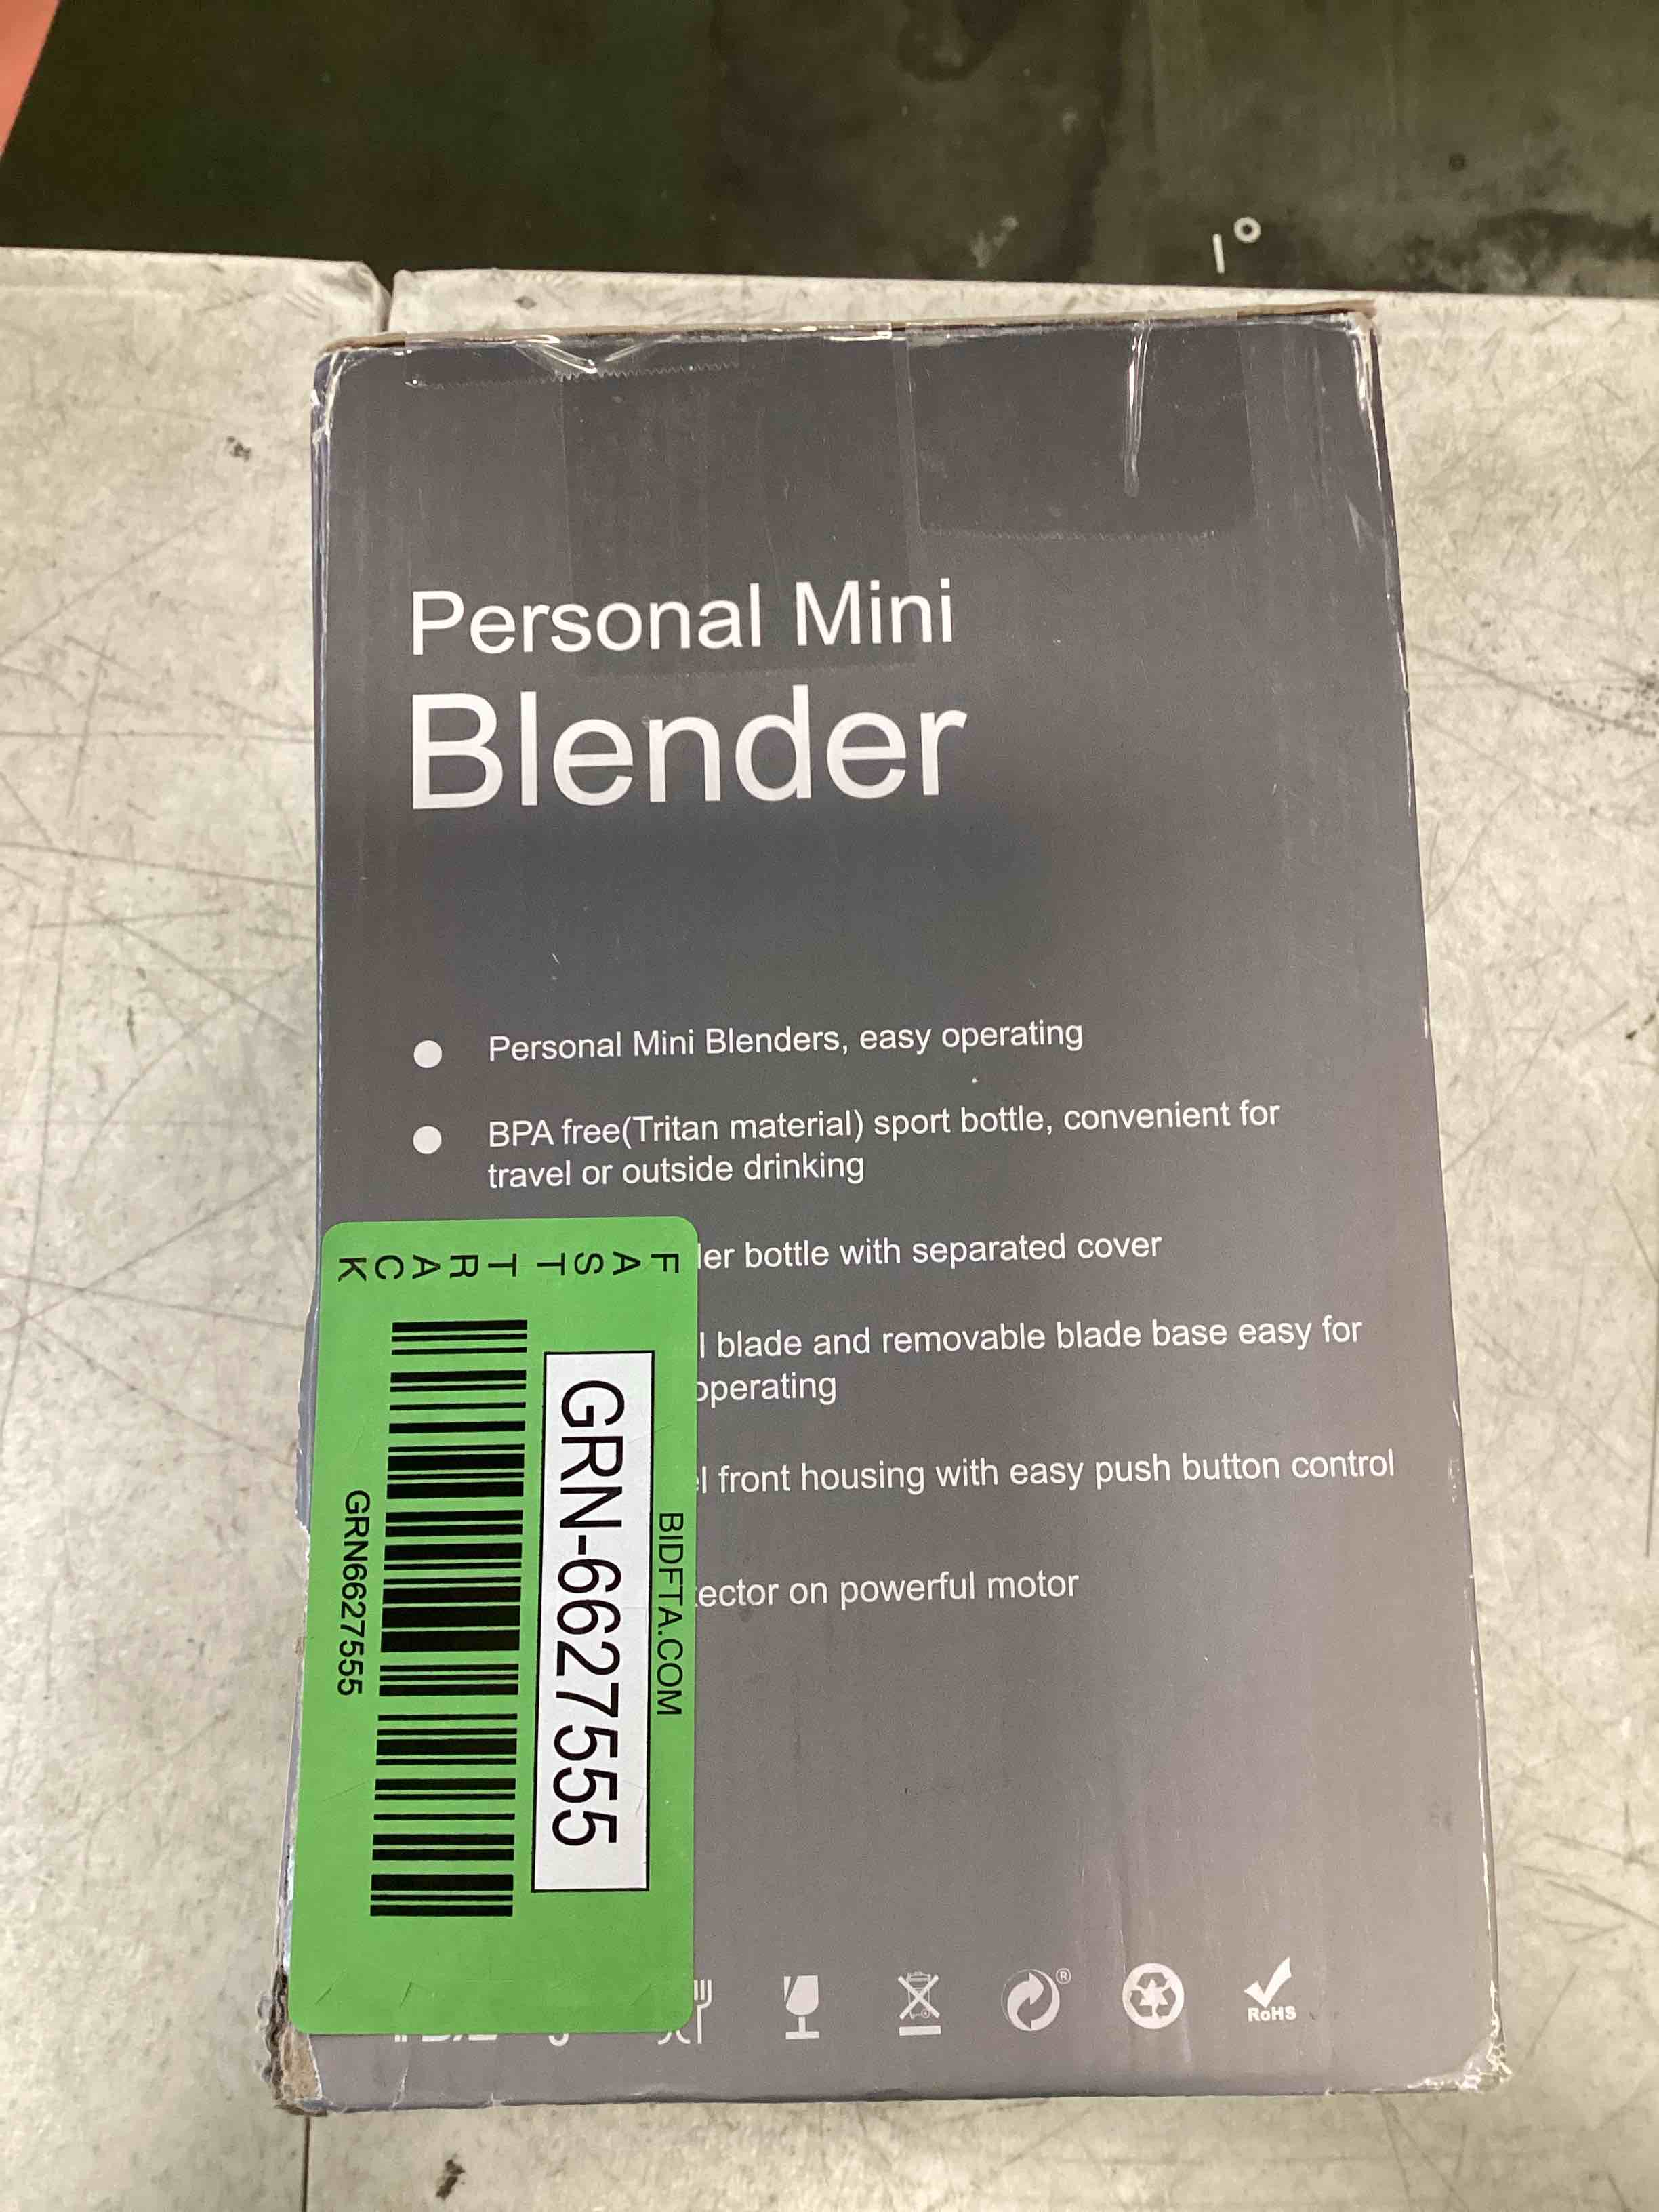 Personal Mini
Blender
Personal Mini Blenders, easy operating
BPA free(Tritan material) sport bottle, convenient for
travel or outside drinking
bottle with separated cover
blade and removable blade base easy for
operating
front housing with easy push button control
on powerful motor
FAST TRACK
BIDFTA.COM
GRN-6627555
GRN6627555
®
RoHS